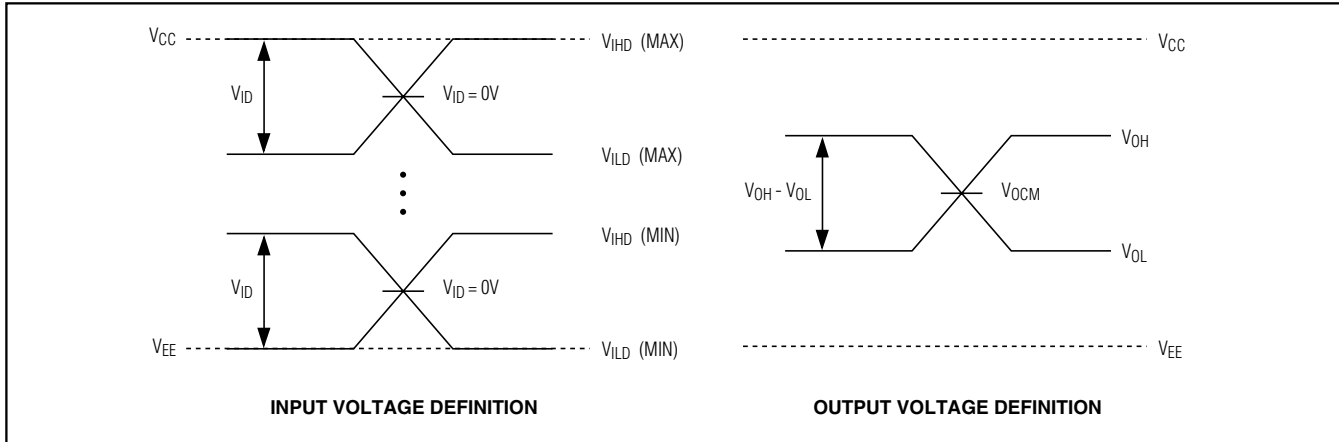 VCC
VID
VID = 0V
VIHD (MAX)
VILD (MAX)
VIHD (MIN)
VID
VID = 0V
VEE
VILD (MIN)
INPUT VOLTAGE DEFINITION
VCC
VOH
VOH - VOL
VOCM
VOL
VEE
OUTPUT VOLTAGE DEFINITION